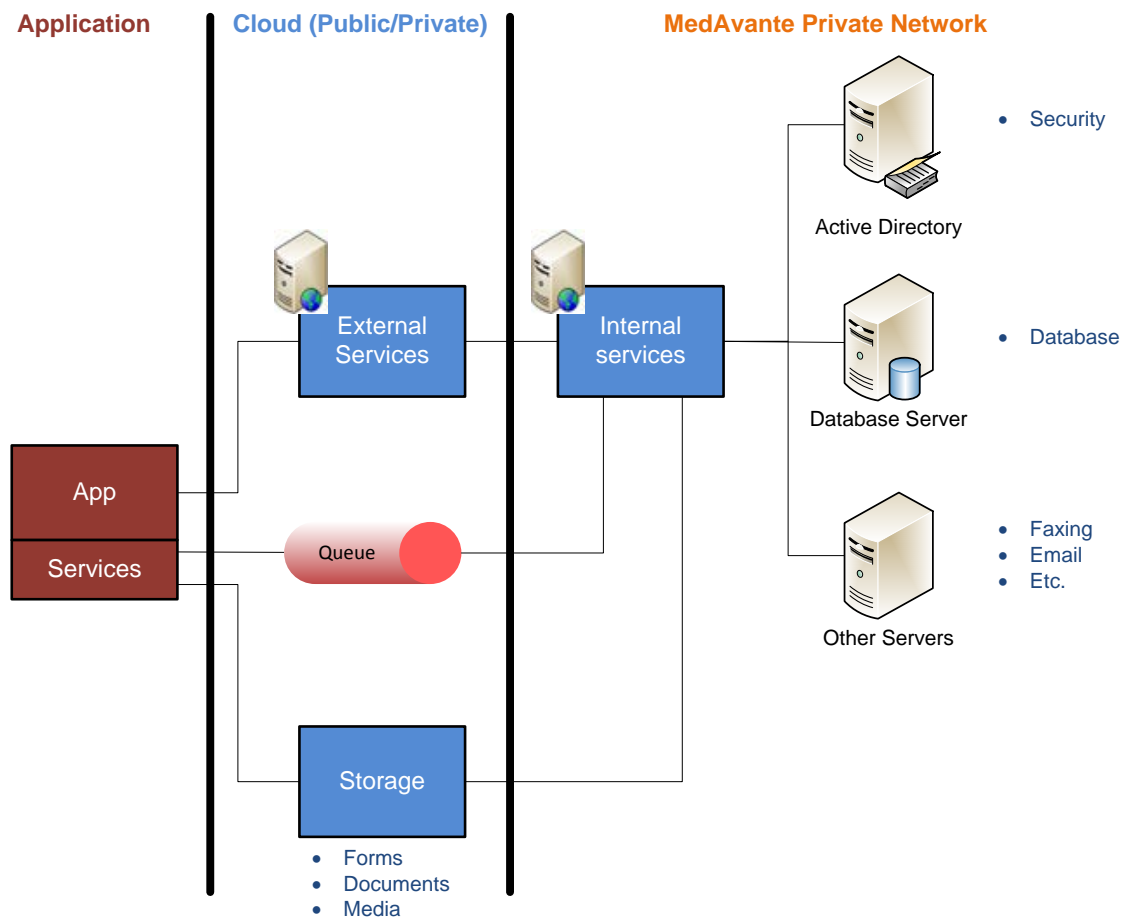 Application
Cloud (Public/Private)
MedAvante Private Network
• Security
Active Directory
External
Services
Internal
services
• Database
Database Server
App
Services
Queue
• Faxing
• Email
• Etc.
Other Servers
Storage
• Forms
• Documents
• Media